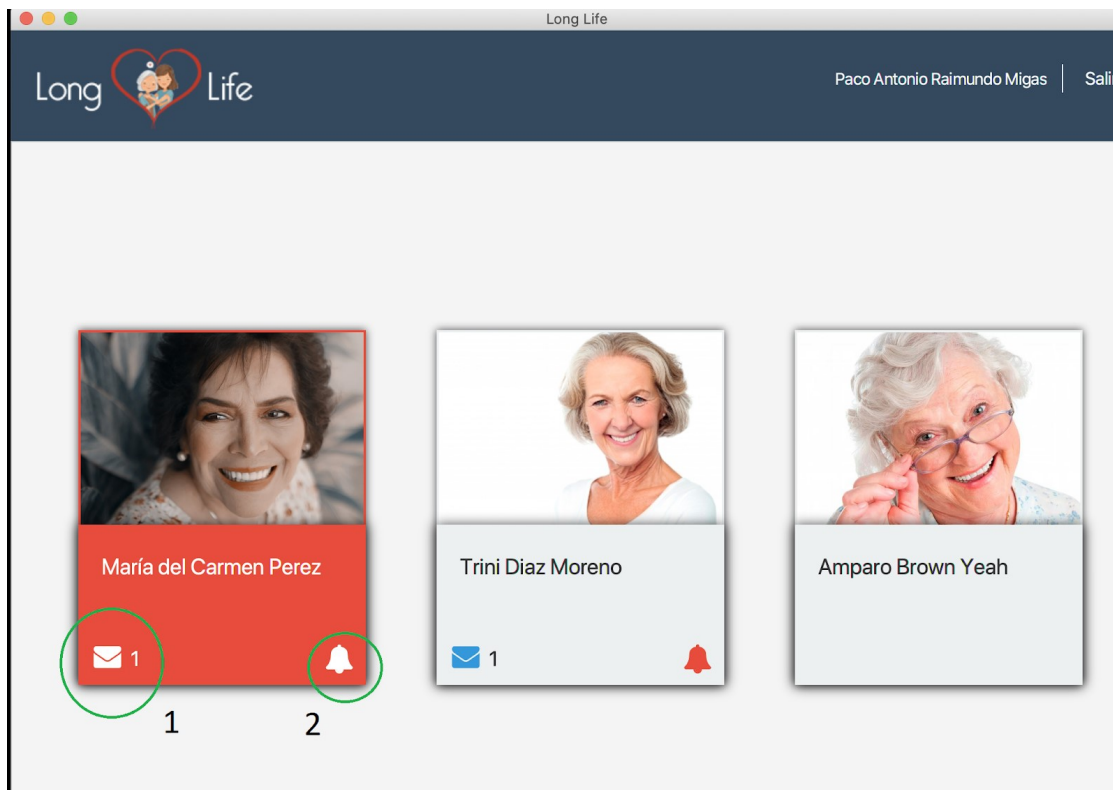 Long Life
Long Life
Paco Antonio Raimundo Migas
María del Carmen Perez
Trini Diaz Moreno
Amparo Brown Yeah
1
1
1
2